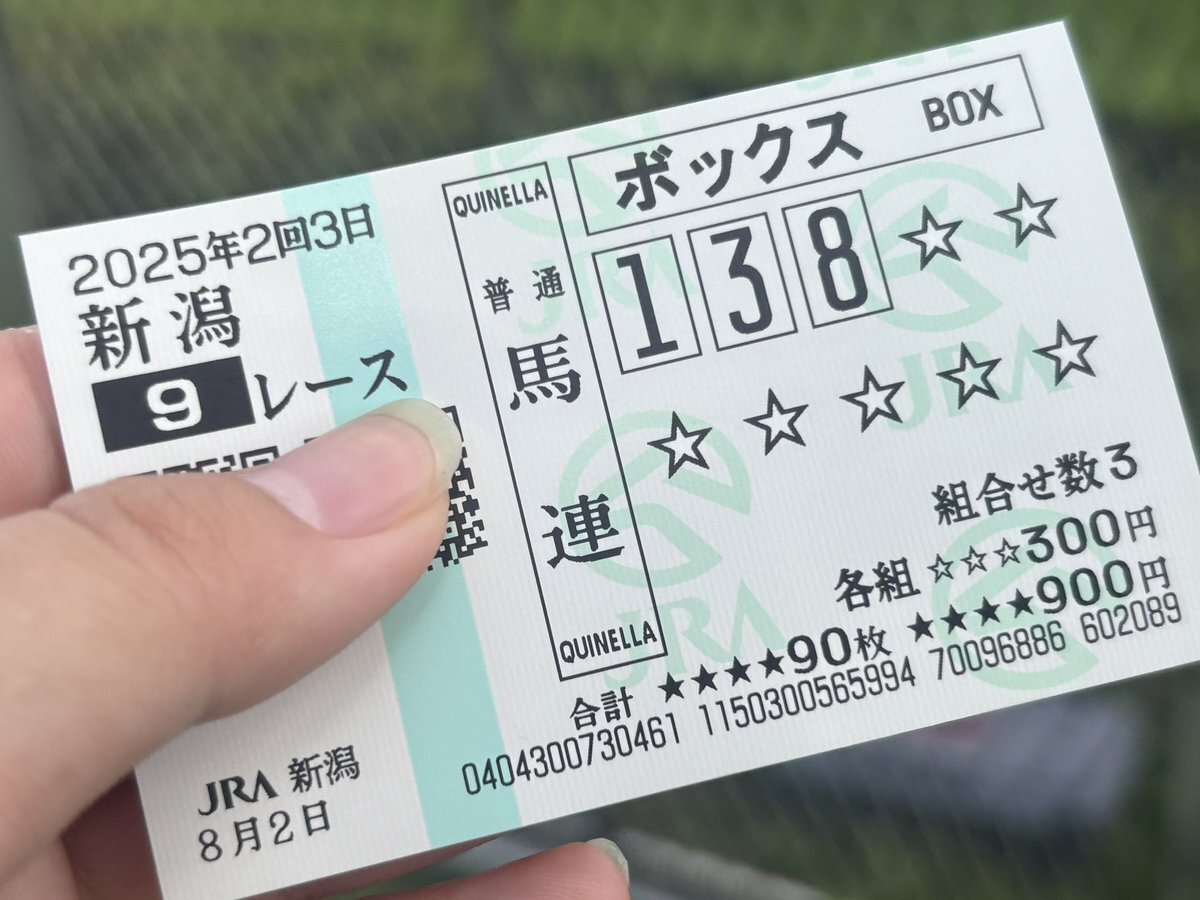 2025年2回3日
新潟
9レース
JRA 新潟
8月2日
QUINELLA
普通
馬連
QUINELLA
ボックス BOX
1 3 8 ☆ ☆
☆ ☆ ☆ ☆ ☆
組合せ数3
各組 ☆☆☆300円
合計 ★★★★90枚 ★★★★900円
0404300730461 1150300565994 70096886 602089
JRA
JRA
JRA